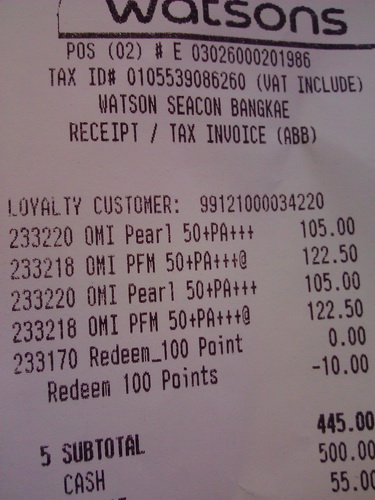 watsons
POS (02) # E 03026000201986
TAX ID# 0105539086260 (VAT INCLUDE)
WATSON SEACON BANGKAE
RECEIPT / TAX INVOICE (ABB)
LOYALTY CUSTOMER: 99121000034220
233220 OMI Pearl 50+PA+++ 105.00
233218 OMI PFM 50+PA+++@ 122.50
233220 OMI Pearl 50+PA+++ 105.00
233218 OMI PFM 50+PA+++@ 122.50
233170 Redeem_100 Point 0.00
Redeem 100 Points -10.00
5 SUBTOTAL 445.00
CASH 500.00
55.00